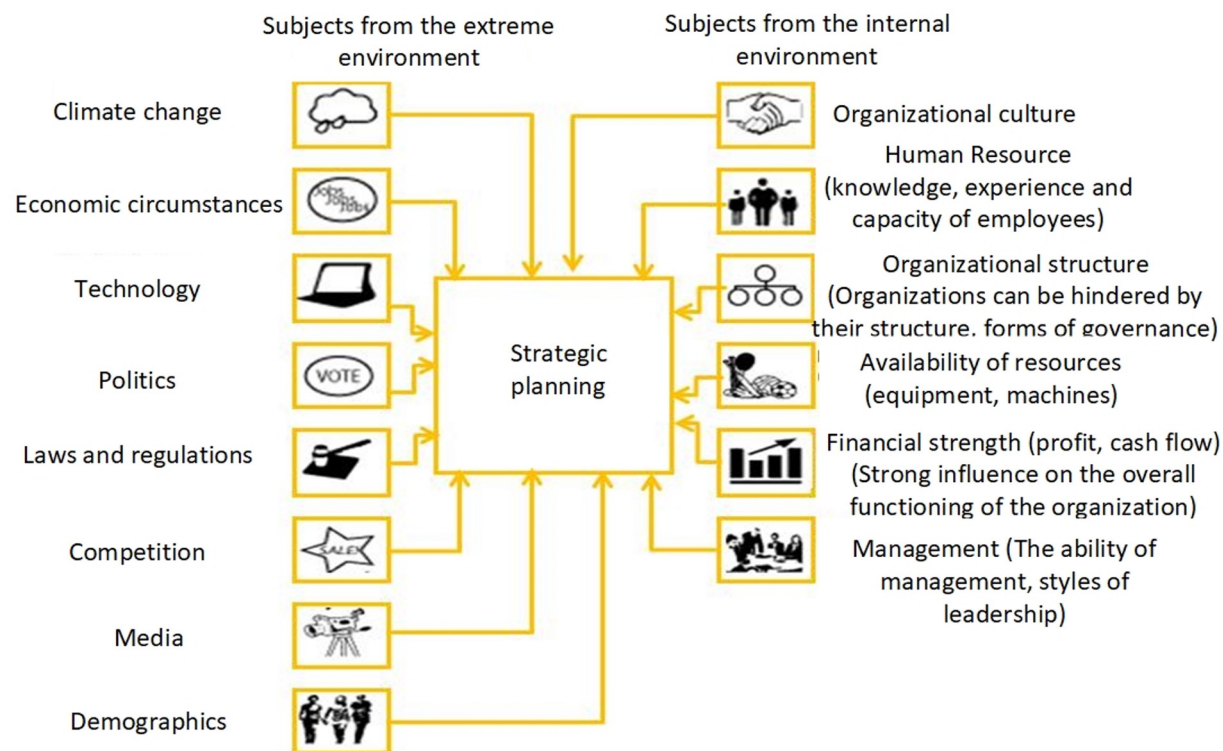 Subjects from the extreme
environment
Subjects from the internal
environment
Climate change
Economic circumstances
Jobs
Jobs
Jobs
Technology
Politics
VOTE
Laws and regulations
Competition
SALE
Media
Demographics
Strategic
planning
Organizational culture
Human Resource
(knowledge, experience and
capacity of employees)
Organizational structure
(Organizations can be hindered by
their structure, forms of governance)
Availability of resources
(equipment, machines)
Financial strength (profit, cash flow)
(Strong influence on the overall
functioning of the organization)
Management (The ability of
management, styles of
leadership)